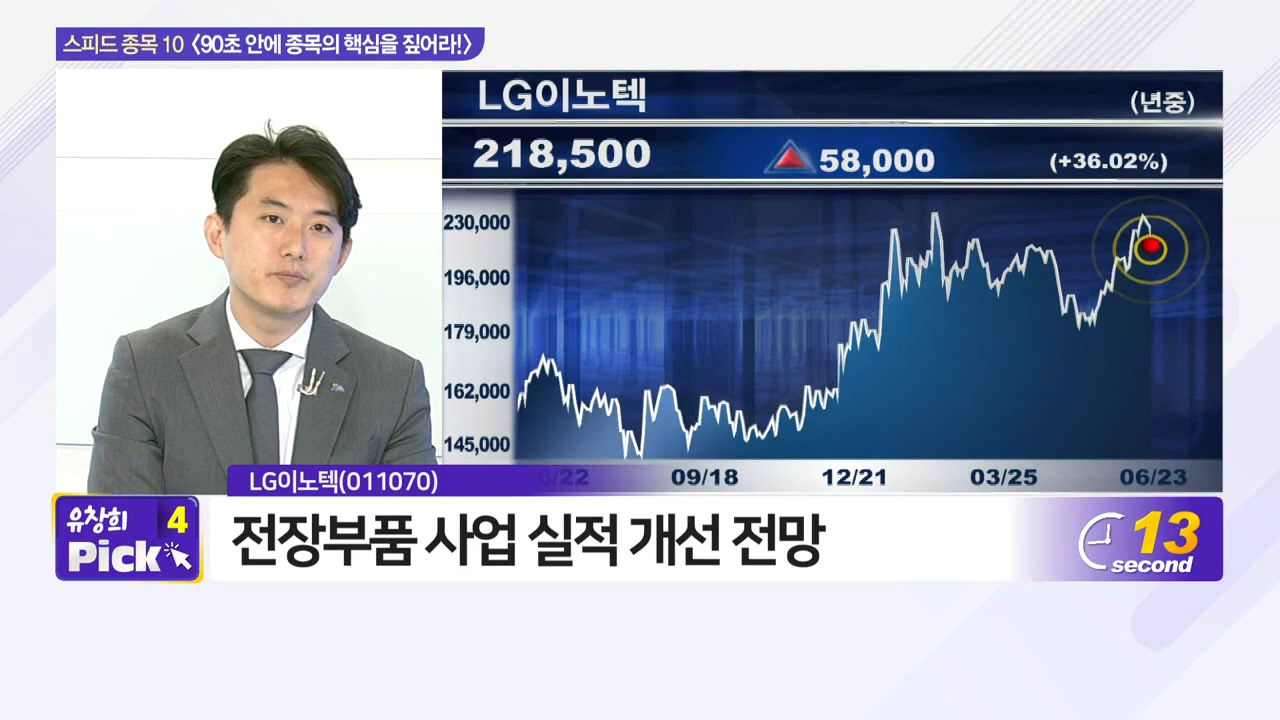 스피드 종목 10 <90초 안에 종목의 핵심을 짚어라!>
LG이노텍
(년중)
218,500
58,000
(+36.02%)
230,000
196,000
179,000
162,000
145,000
6/22
09/18
12/21
03/25
06/23
LG이노텍(011070)
유창희 4
Pick
전장부품 사업 실적 개선 전망
13
second